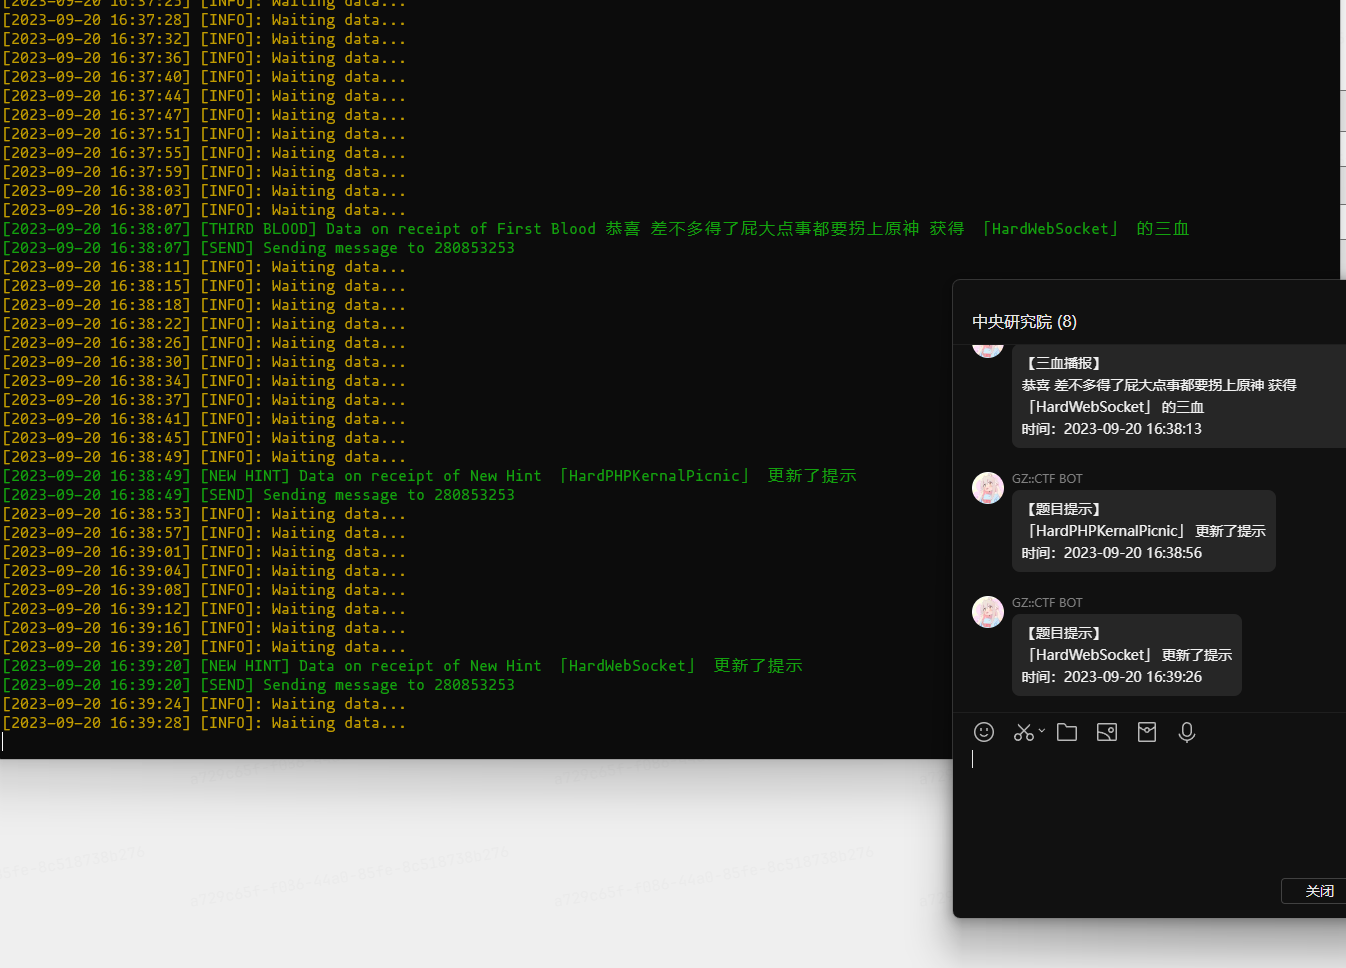 [2023-09-20 16:37:25] [INFO]: Waiting data...
[2023-09-20 16:37:28] [INFO]: Waiting data...
[2023-09-20 16:37:32] [INFO]: Waiting data...
[2023-09-20 16:37:36] [INFO]: Waiting data...
[2023-09-20 16:37:40] [INFO]: Waiting data...
[2023-09-20 16:37:44] [INFO]: Waiting data...
[2023-09-20 16:37:47] [INFO]: Waiting data...
[2023-09-20 16:37:51] [INFO]: Waiting data...
[2023-09-20 16:37:55] [INFO]: Waiting data...
[2023-09-20 16:37:59] [INFO]: Waiting data...
[2023-09-20 16:38:03] [INFO]: Waiting data...
[2023-09-20 16:38:07] [INFO]: Waiting data...
[2023-09-20 16:38:07] [THIRD BLOOD] Data on receipt of First Blood 恭喜 差不多得了屁大点事都要拐上原神 获得 「HardWebSocket」 的三血
[2023-09-20 16:38:07] [SEND] Sending message to 280853253
[2023-09-20 16:38:11] [INFO]: Waiting data...
[2023-09-20 16:38:15] [INFO]: Waiting data...
[2023-09-20 16:38:18] [INFO]: Waiting data...
[2023-09-20 16:38:22] [INFO]: Waiting data...
[2023-09-20 16:38:26] [INFO]: Waiting data...
[2023-09-20 16:38:30] [INFO]: Waiting data...
[2023-09-20 16:38:34] [INFO]: Waiting data...
[2023-09-20 16:38:37] [INFO]: Waiting data...
[2023-09-20 16:38:41] [INFO]: Waiting data...
[2023-09-20 16:38:45] [INFO]: Waiting data...
[2023-09-20 16:38:49] [INFO]: Waiting data...
[2023-09-20 16:38:49] [NEW HINT] Data on receipt of New Hint 「HardPHPKernalPicnic」 更新了提示
[2023-09-20 16:38:49] [SEND] Sending message to 280853253
[2023-09-20 16:38:53] [INFO]: Waiting data...
[2023-09-20 16:38:57] [INFO]: Waiting data...
[2023-09-20 16:39:01] [INFO]: Waiting data...
[2023-09-20 16:39:04] [INFO]: Waiting data...
[2023-09-20 16:39:08] [INFO]: Waiting data...
[2023-09-20 16:39:12] [INFO]: Waiting data...
[2023-09-20 16:39:16] [INFO]: Waiting data...
[2023-09-20 16:39:20] [INFO]: Waiting data...
[2023-09-20 16:39:20] [NEW HINT] Data on receipt of New Hint 「HardWebSocket」 更新了提示
[2023-09-20 16:39:20] [SEND] Sending message to 280853253
[2023-09-20 16:39:24] [INFO]: Waiting data...
[2023-09-20 16:39:28] [INFO]: Waiting data...
中央研究院 (8)
【三血播报】
恭喜 差不多得了屁大点事都要拐上原神 获得
「HardWebSocket」 的三血
时间：2023-09-20 16:38:13
GZ::CTF BOT
【题目提示】
「HardPHPKernalPicnic」 更新了提示
时间：2023-09-20 16:38:56
GZ::CTF BOT
【题目提示】
「HardWebSocket」 更新了提示
时间：2023-09-20 16:39:26
关闭